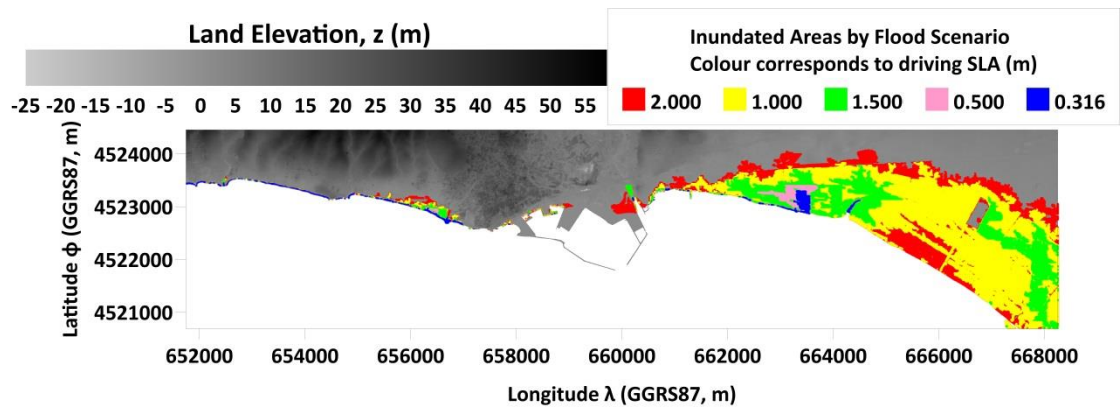 Land Elevation, z (m)
-25 -20 -15 -10 -5 0 5 10 15 20 25 30 35 40 45 50 55
Inundated Areas by Flood Scenario
Colour corresponds to driving SLA (m)
2.000 1.000 1.500 0.500 0.316
Latitude ϕ (GGRS87, m)
4524000
4523000
4522000
4521000
652000 654000 656000 658000 660000 662000 664000 666000 668000
Longitude λ (GGRS87, m)